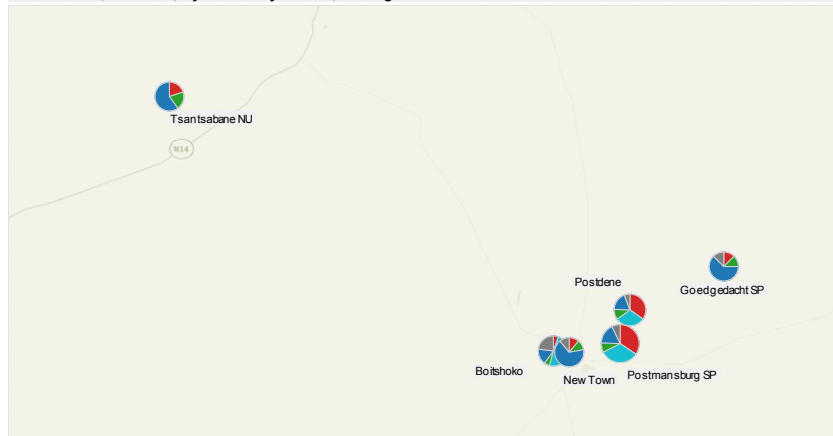 Tsantsabane NU
N14
Goedgedacht SP
Postdene
Boitshoko
New Town
Postmansburg SP